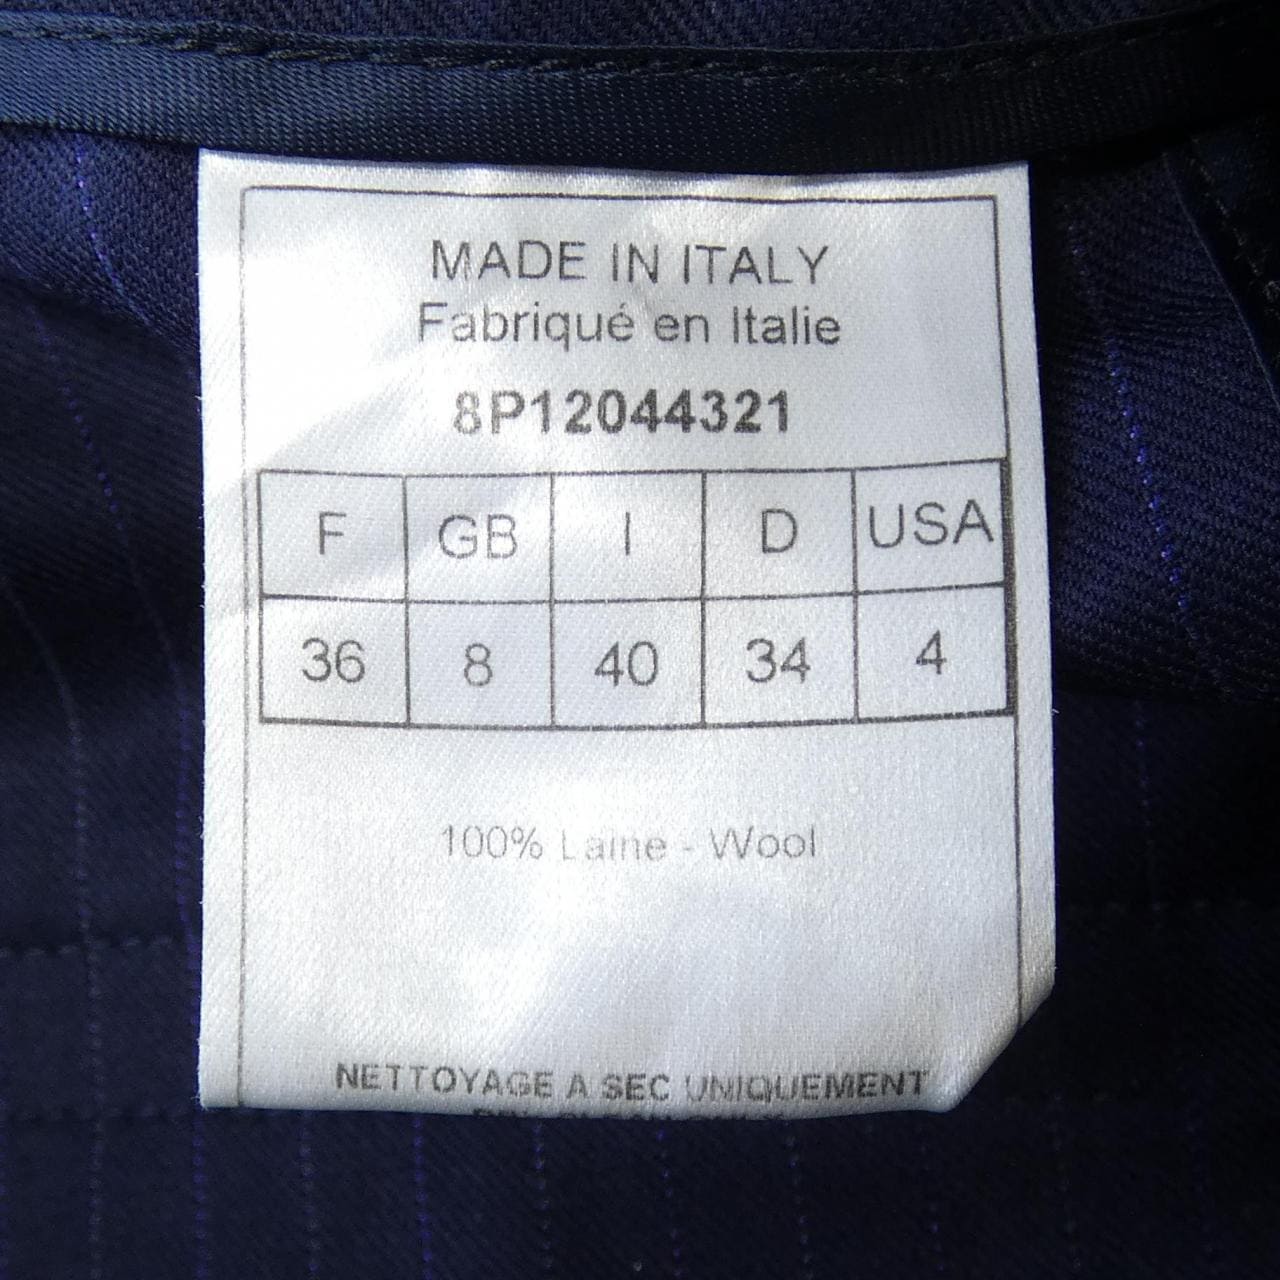 MADE IN ITALY
Fabriqué en Italie
8P12044321
F GB I D USA
36 8 40 34 4
100% Laine - Wool
NETTOYAGE A SEC UNIQUEMENT